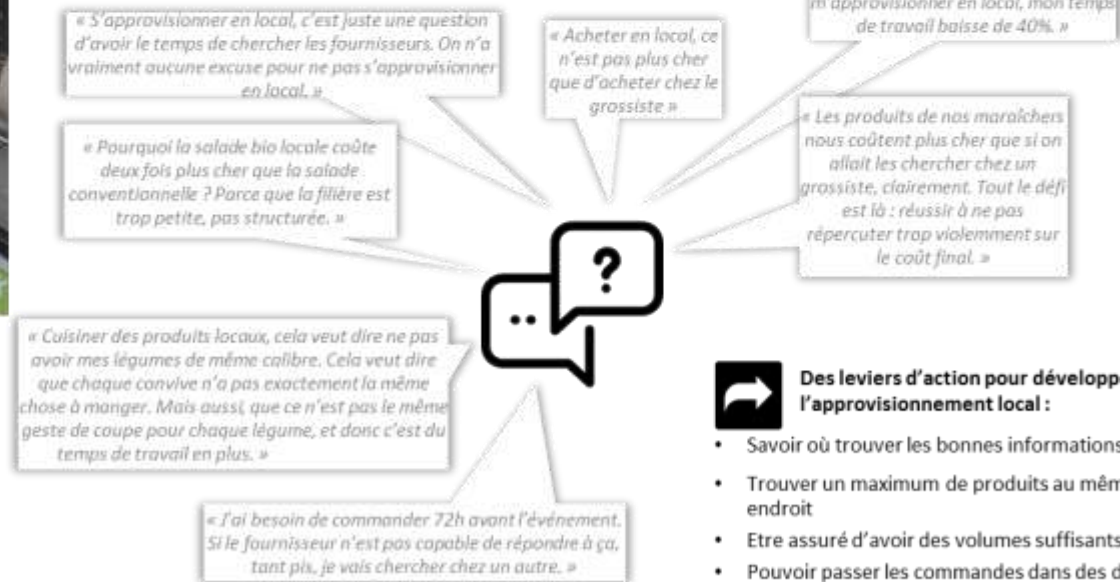 « S'approvisionner en local, c'est juste une question
d'avoir le temps de chercher les fournisseurs. On n'a
vraiment aucune excuse pour ne pas s'approvisionner
en local. »
« Acheter en local, ce
n'est pas plus cher
que d'acheter chez le
grossiste »
m'approvisionner en local, mon temps
de travail baisse de 40%. »
« Pourquoi la salade bio locale coûte
deux fois plus cher que la salade
conventionnelle ? Parce que la filière est
trop petite, pas structurée. »
« Les produits de nos maraîchers
nous coûtent plus cher que si on
allait les chercher chez un
grossiste, clairement. Tout le défi
est là : réussir à ne pas
répercuter trop violemment sur
le coût final. »
?
« Cuisiner des produits locaux, cela veut dire ne pas
avoir mes légumes de même calibre. Cela veut dire
que chaque convive n'a pas exactement la même
chose à manger. Mais aussi, que ce n'est pas le même
geste de coupe pour chaque légume, et donc c'est du
temps de travail en plus. »
« J'ai besoin de commander 72h avant l'événement.
Si le fournisseur n'est pas capable de répondre à ça,
tant pis, je vais chercher chez un autre. »
Des leviers d'action pour développe
l'approvisionnement local :
• Savoir où trouver les bonnes informations
• Trouver un maximum de produits au mêm
endroit
• Etre assuré d'avoir des volumes suffisants
• Pouvoir passer les commandes dans des d